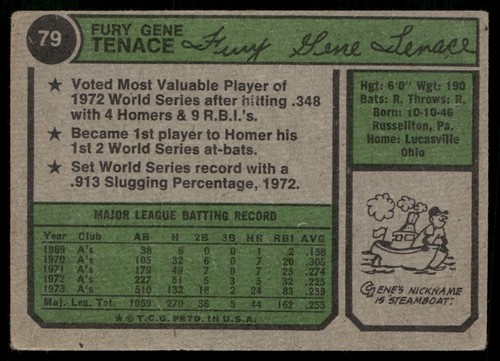 79
FURY GENE
TENACE
Fury Gene Tenace
★ Voted Most Valuable Player of
1972 World Series after hitting .348
with 4 Homers & 9 R.B.I.'s.
★ Became 1st player to Homer his
1st 2 World Series at-bats.
★ Set World Series record with a
.913 Slugging Percentage, 1972.
Hgt: 6'0" Wgt: 190
Bats: R. Throws: R.
Born: 10-10-46
Russellton, Pa.
Home: Lucasville
Ohio
MAJOR LEAGUE BATTING RECORD
Year Club AB H 2B 3B HR RBI AVG
1969 A's 38 6 0 0 1 2 .158
1970 A's 105 32 6 0 7 20 .305
1971 A's 179 49 7 0 7 25 .274
1972 A's 227 51 5 3 5 32 .225
1973 A's 510 132 18 2 24 83 .259
Maj. Lea. Tot. 1059 270 36 5 44 162 .255
* © T.C.G. PRTD. IN U.S.A.
GENE'S NICKNAME
IS "STEAMBOAT."